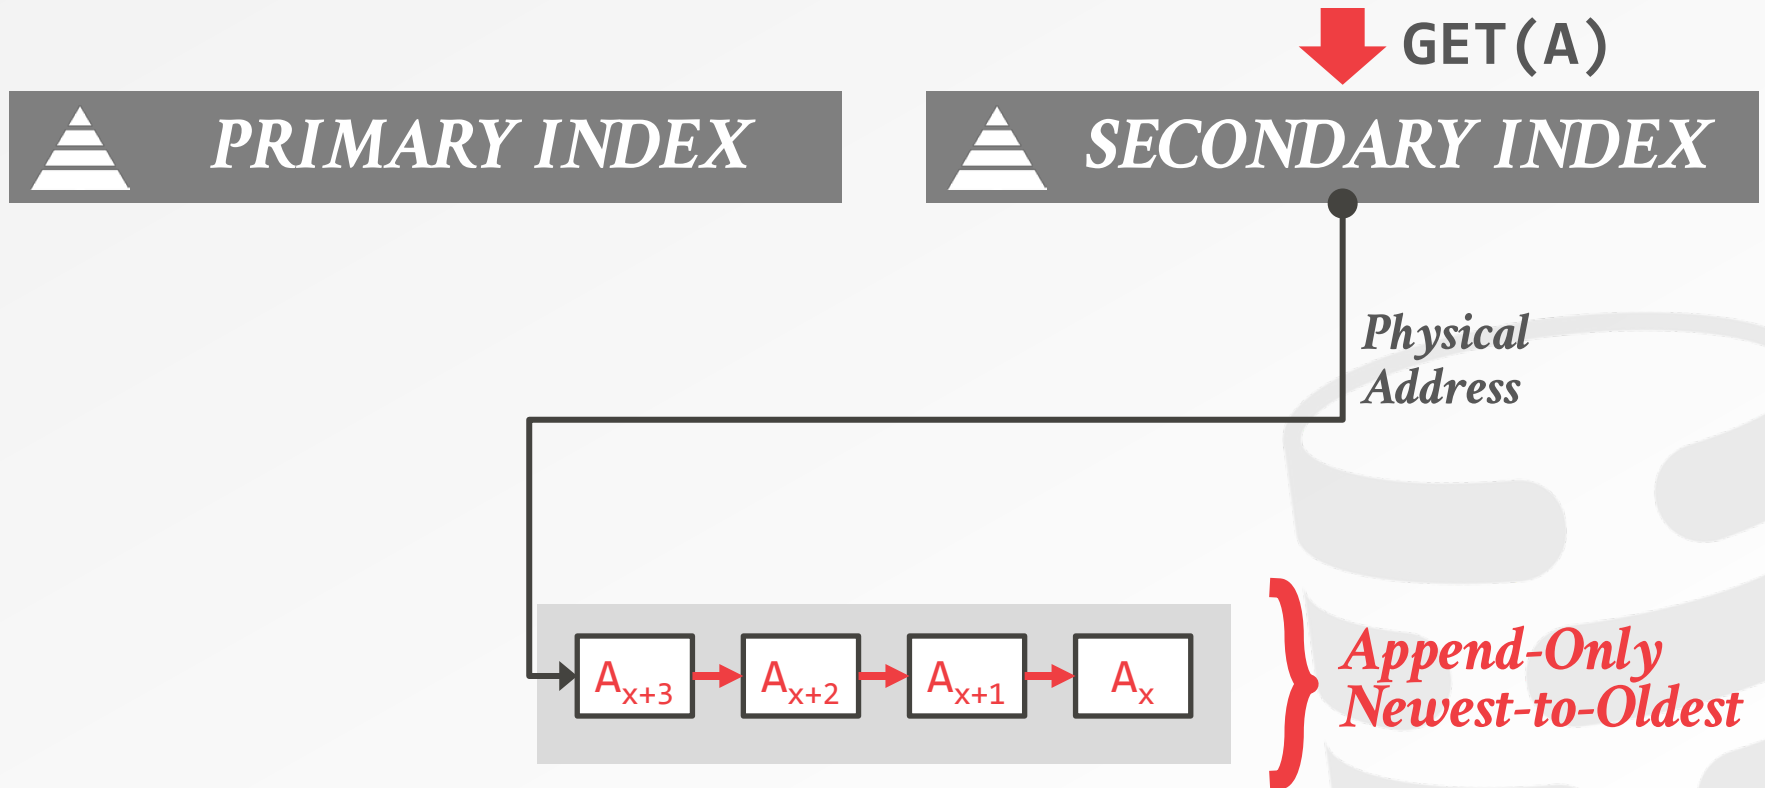 GET(A)
PRIMARY INDEX
SECONDARY INDEX
Physical
Address
Aₓ₊₃
Aₓ₊₂
Aₓ₊₁
Aₓ
Append-Only
Newest-to-Oldest